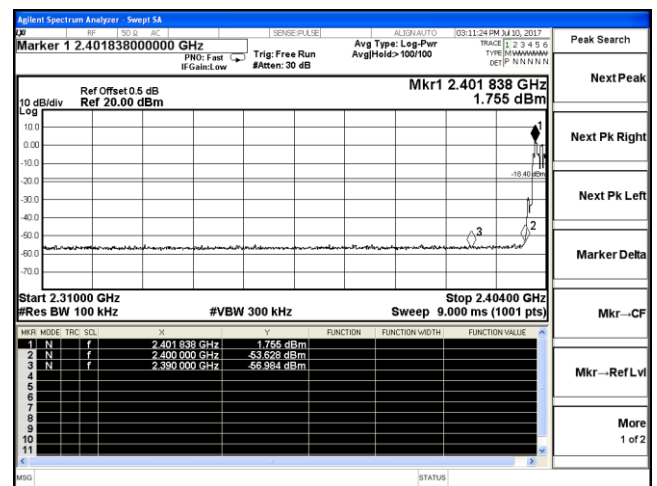 Agilent Spectrum Analyzer - Swept SA
LXI RF 50 Ω AC SENSE:PULSE ALIGN AUTO 03:11:24 PM Jul 10, 2017
Marker 1 2.401838000000 GHz
PNO: Fast
IFGain:Low
Trig: Free Run
#Atten: 30 dB
Avg Type: Log-Pwr
Avg|Hold:>100/100
TRACE 1 2 3 4 5 6
TYPE M WWWWW
DET P N N N N N
Peak Search
Ref Offset 0.5 dB
10 dB/div Ref 20.00 dBm
Log
Mkr1 2.401 838 GHz
1.755 dBm
10.0
0.00
-10.0
-20.0
-30.0
-40.0
-50.0
-60.0
-70.0
1
-18.40 dBm
2
3
Start 2.31000 GHz Stop 2.40400 GHz
#Res BW 100 kHz #VBW 300 kHz Sweep 9.000 ms (1001 pts)
MKR MODE TRC SCL X Y FUNCTION FUNCTION WIDTH FUNCTION VALUE
1 N f 2.401 838 GHz 1.755 dBm
2 N f 2.400 000 GHz -53.628 dBm
3 N f 2.390 000 GHz -56.984 dBm
4
5
6
7
8
9
10
11
MSG STATUS
Next Peak
Next Pk Right
Next Pk Left
Marker Delta
Mkr→CF
Mkr→Ref Lvl
More
1 of 2